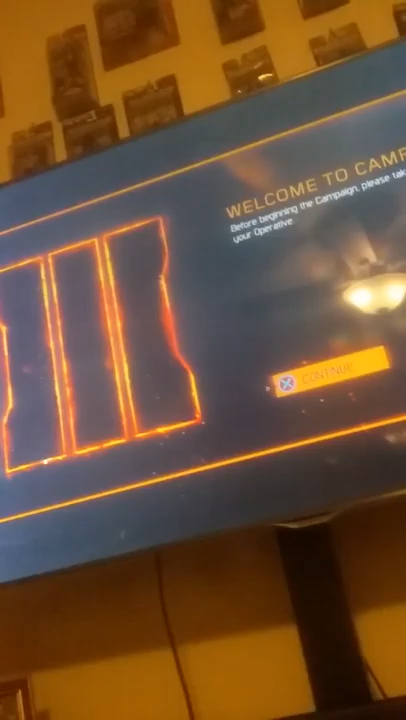 WELCOME TO CAMP
Before beginning the Campaign, please tak
your Operative
CONTINUE